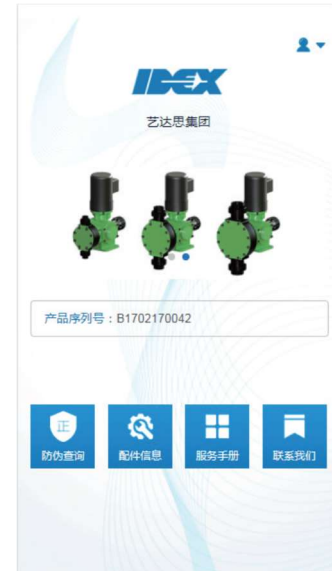 IDEX
艺达思集团
产品序列号：B1702170042
正
防伪查询
配件信息
服务手册
联系我们